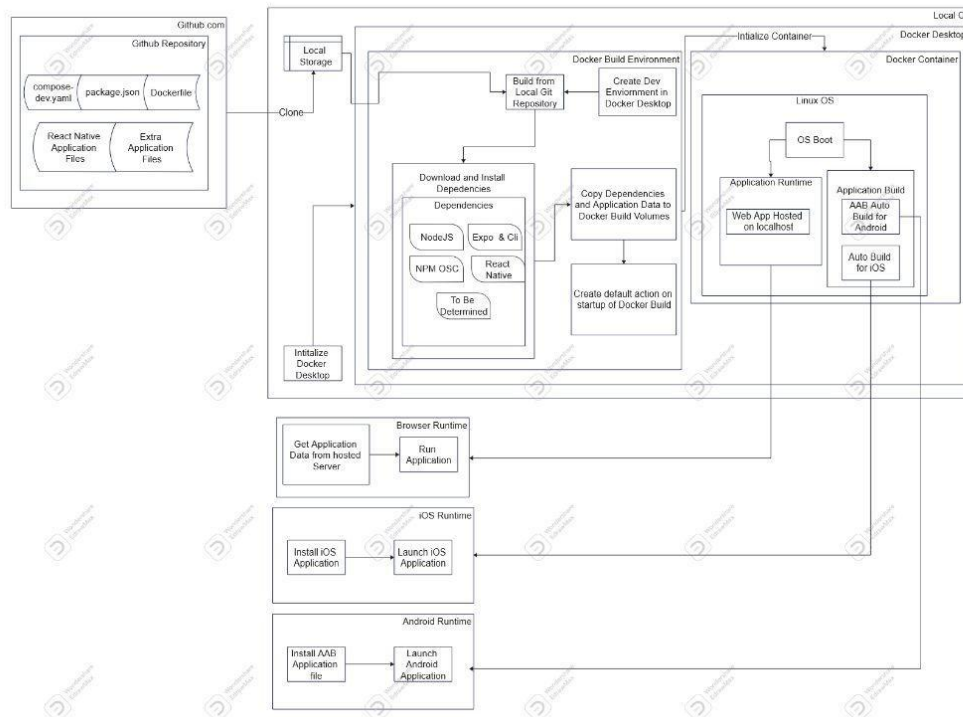 Github.com
Github Repository
compose-
dev.yaml
package.json
Dockerfile
React Native
Application
Files
Extra
Application
Files
Clone
Local
Storage
Intitalize
Docker
Desktop
Docker Desktop
Docker Build Environment
Build from
Local Git
Repository
Create Dev
Enviornment in
Docker Desktop
Download and Install
Depedencies
Dependencies
NodeJS
Expo & Cli
NPM OSC
React
Native
To Be
Determined
Copy Dependencies
and Application Data to
Docker Build Volumes
Create default action on
startup of Docker Build
Intialize Container
Docker Container
Linux OS
OS Boot
Application Runtime
Web App Hosted
on localhost
Application Build
AAB Auto
Build for
Android
Auto Build
for iOS
Browser Runtime
Get Application
Data from hosted
Server
Run
Application
iOS Runtime
Install iOS
Application
Launch iOS
Application
Android Runtime
Install AAB
Application
file
Launch
Android
Application
Wondershare
EdrawMax